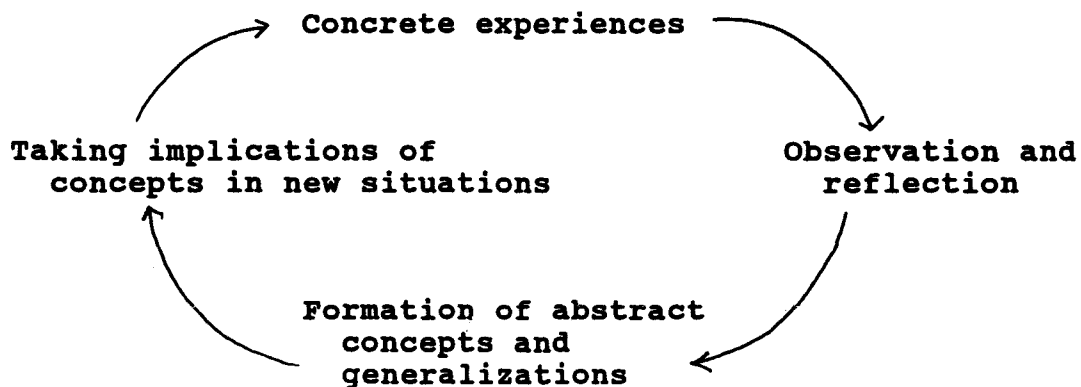 Concrete experiences
Taking implications of
concepts in new situations
Observation and
reflection
Formation of abstract
concepts and
generalizations